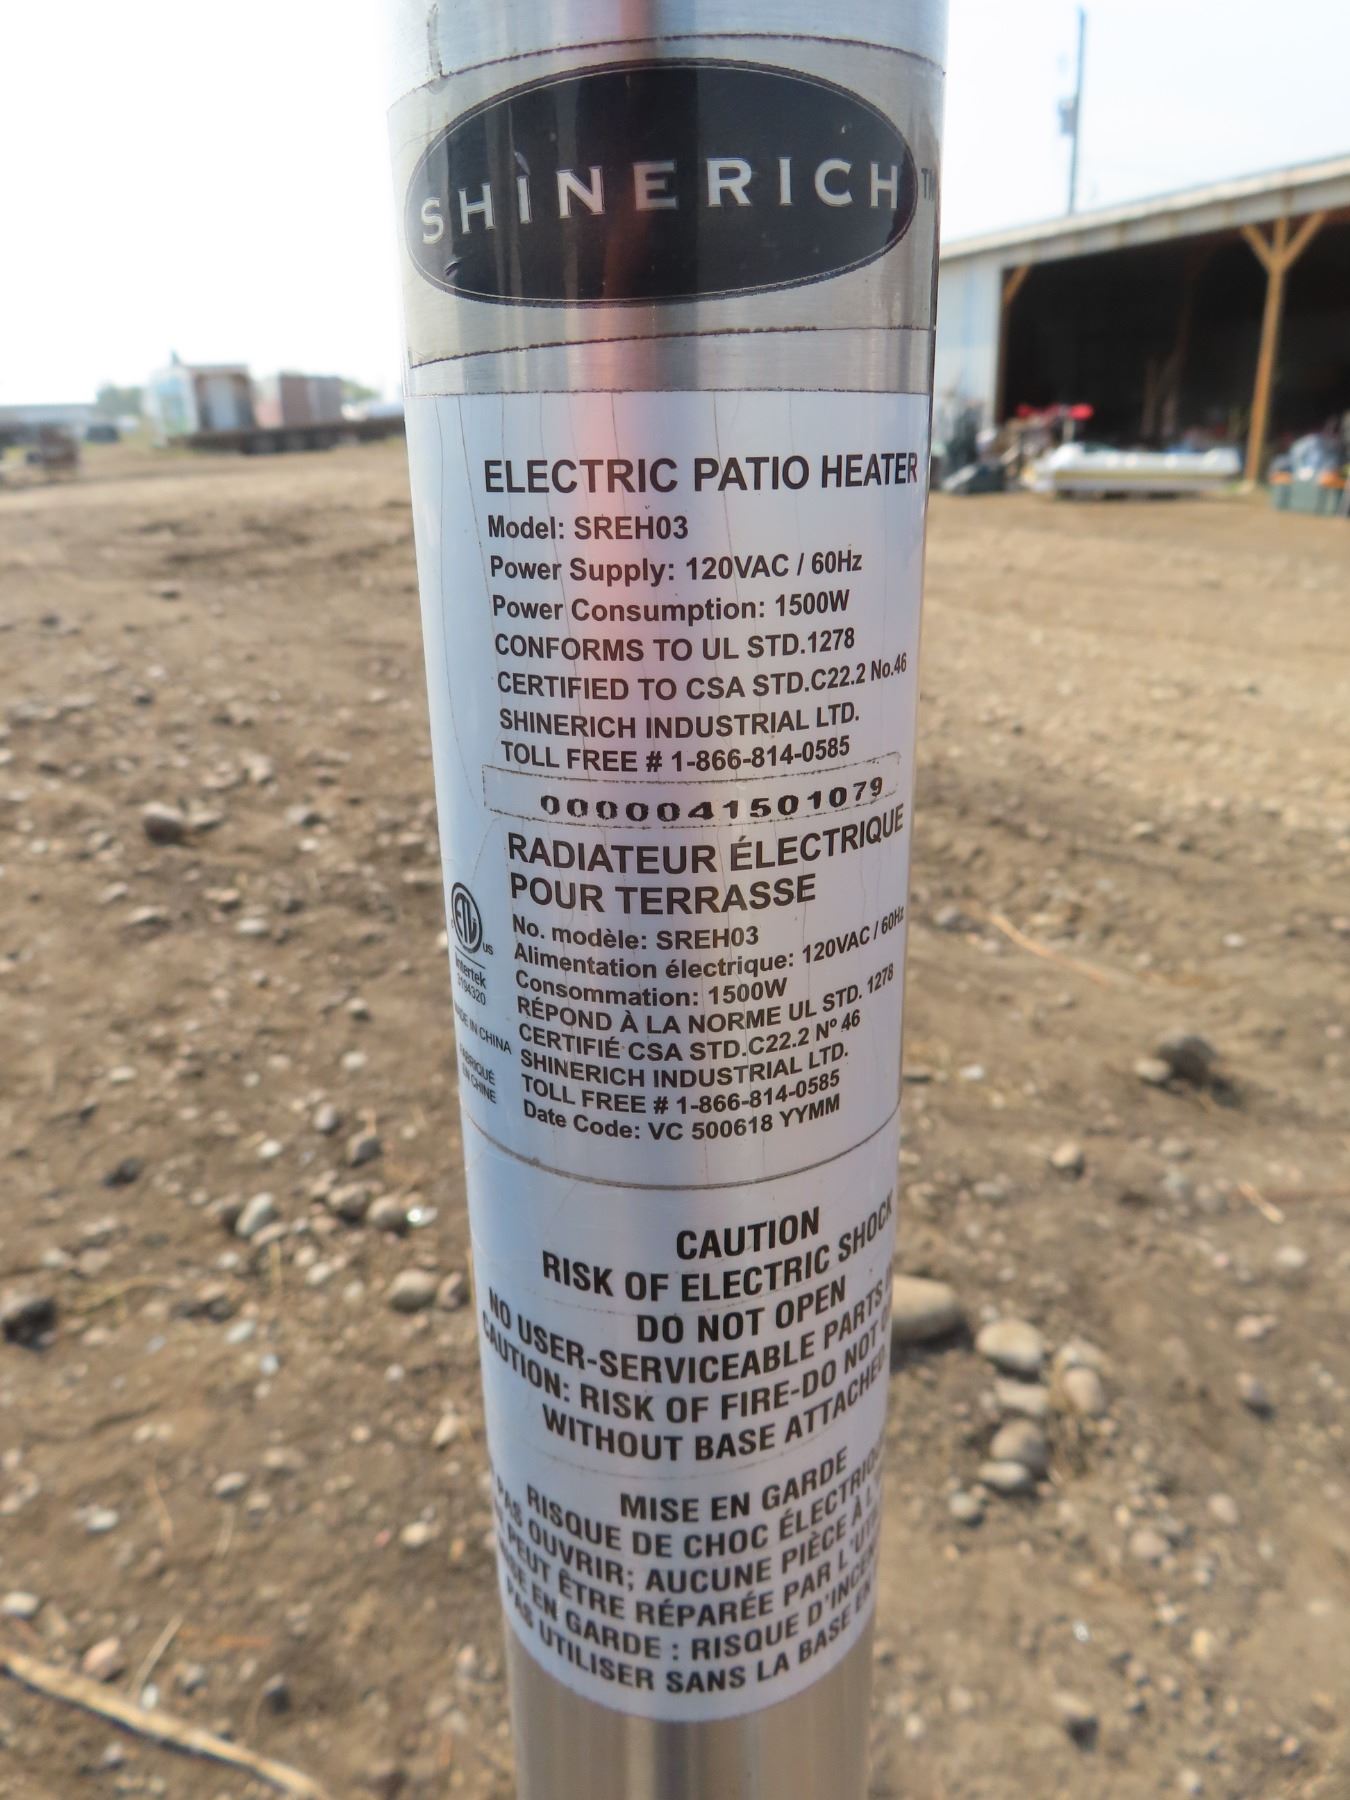 SHINERICH TM
ELECTRIC PATIO HEATER
Model: SREH03
Power Supply: 120VAC / 60Hz
Power Consumption: 1500W
CONFORMS TO UL STD.1278
CERTIFIED TO CSA STD.C22.2 No.46
SHINERICH INDUSTRIAL LTD.
TOLL FREE # 1-866-814-0585
0000041501079
RADIATEUR ÉLECTRIQUE
POUR TERRASSE
No. modèle: SREH03
Alimentation électrique: 120VAC / 60Hz
Consommation: 1500W
RÉPOND À LA NORME UL STD. 1278
CERTIFIÉ CSA STD.C22.2 Nº 46
SHINERICH INDUSTRIAL LTD.
TOLL FREE # 1-866-814-0585
Date Code: VC 500618 YYMM
ETL
US
Intertek
MADE IN CHINA
FABRIQUÉ
EN CHINE
CAUTION
RISK OF ELECTRIC SHOCK
DO NOT OPEN
NO USER-SERVICEABLE PARTS
CAUTION: RISK OF FIRE-DO NOT
WITHOUT BASE ATTACHED
MISE EN GARDE
RISQUE DE CHOC ÉLECTRIQUE
PAS OUVRIR; AUCUNE PIÈCE À
PEUT ÊTRE RÉPARÉE PAR
MISE EN GARDE : RISQUE
PAS UTILISER SANS LA BASE